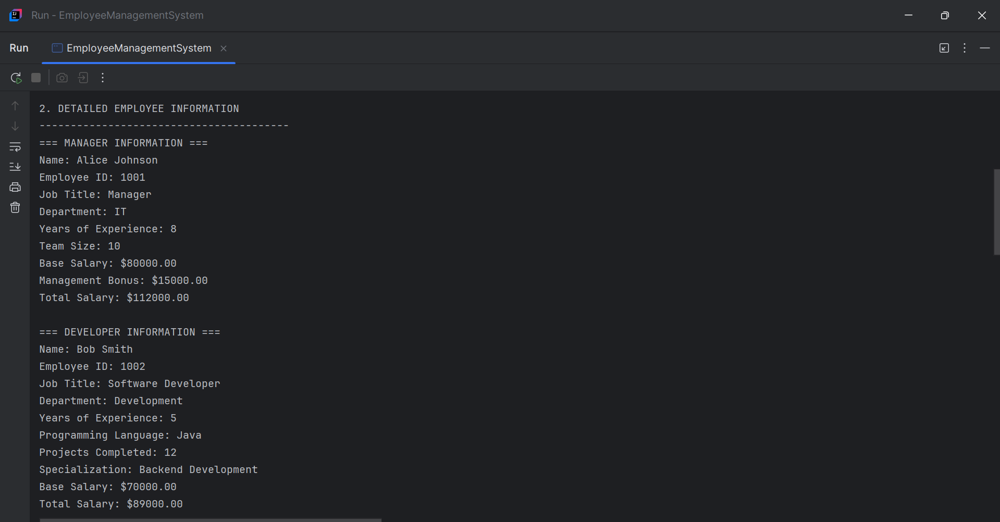 Run - EmployeeManagementSystem
Run EmployeeManagementSystem
2. DETAILED EMPLOYEE INFORMATION
----------------------------------------
=== MANAGER INFORMATION ===
Name: Alice Johnson
Employee ID: 1001
Job Title: Manager
Department: IT
Years of Experience: 8
Team Size: 10
Base Salary: $80000.00
Management Bonus: $15000.00
Total Salary: $112000.00
=== DEVELOPER INFORMATION ===
Name: Bob Smith
Employee ID: 1002
Job Title: Software Developer
Department: Development
Years of Experience: 5
Programming Language: Java
Projects Completed: 12
Specialization: Backend Development
Base Salary: $70000.00
Total Salary: $89000.00